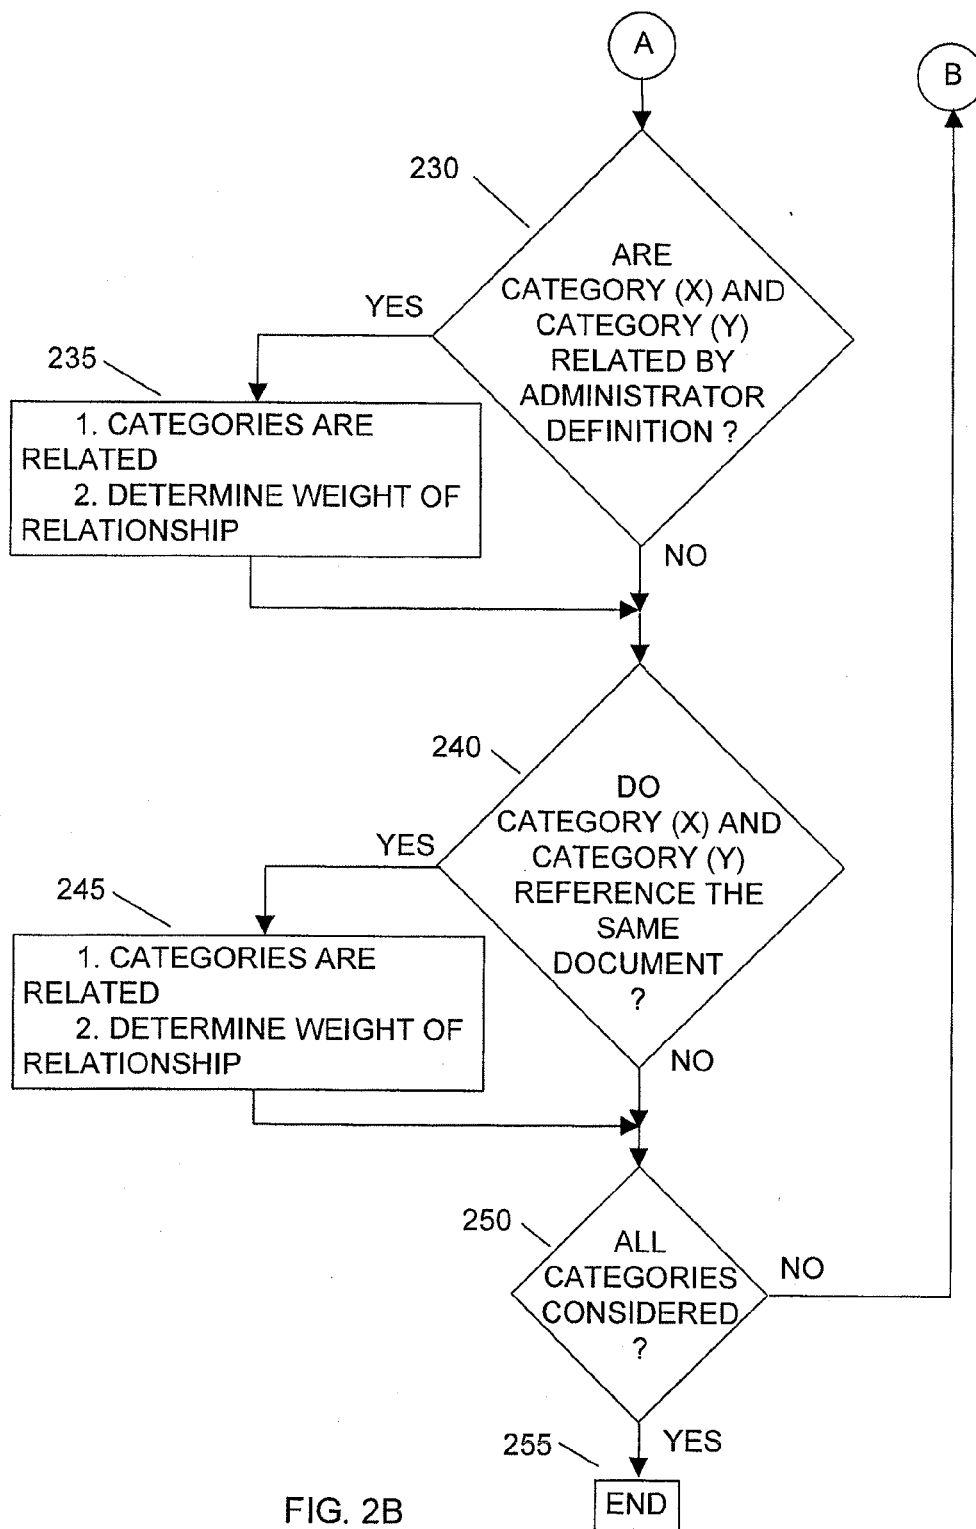 A
B
230
ARE
CATEGORY (X) AND
CATEGORY (Y)
RELATED BY
ADMINISTRATOR
DEFINITION ?
YES
235
1. CATEGORIES ARE
RELATED
2. DETERMINE WEIGHT OF
RELATIONSHIP
NO
240
DO
CATEGORY (X) AND
CATEGORY (Y)
REFERENCE THE
SAME
DOCUMENT
?
YES
245
1. CATEGORIES ARE
RELATED
2. DETERMINE WEIGHT OF
RELATIONSHIP
NO
250
ALL
CATEGORIES
CONSIDERED
?
NO
YES
255
END
FIG. 2B